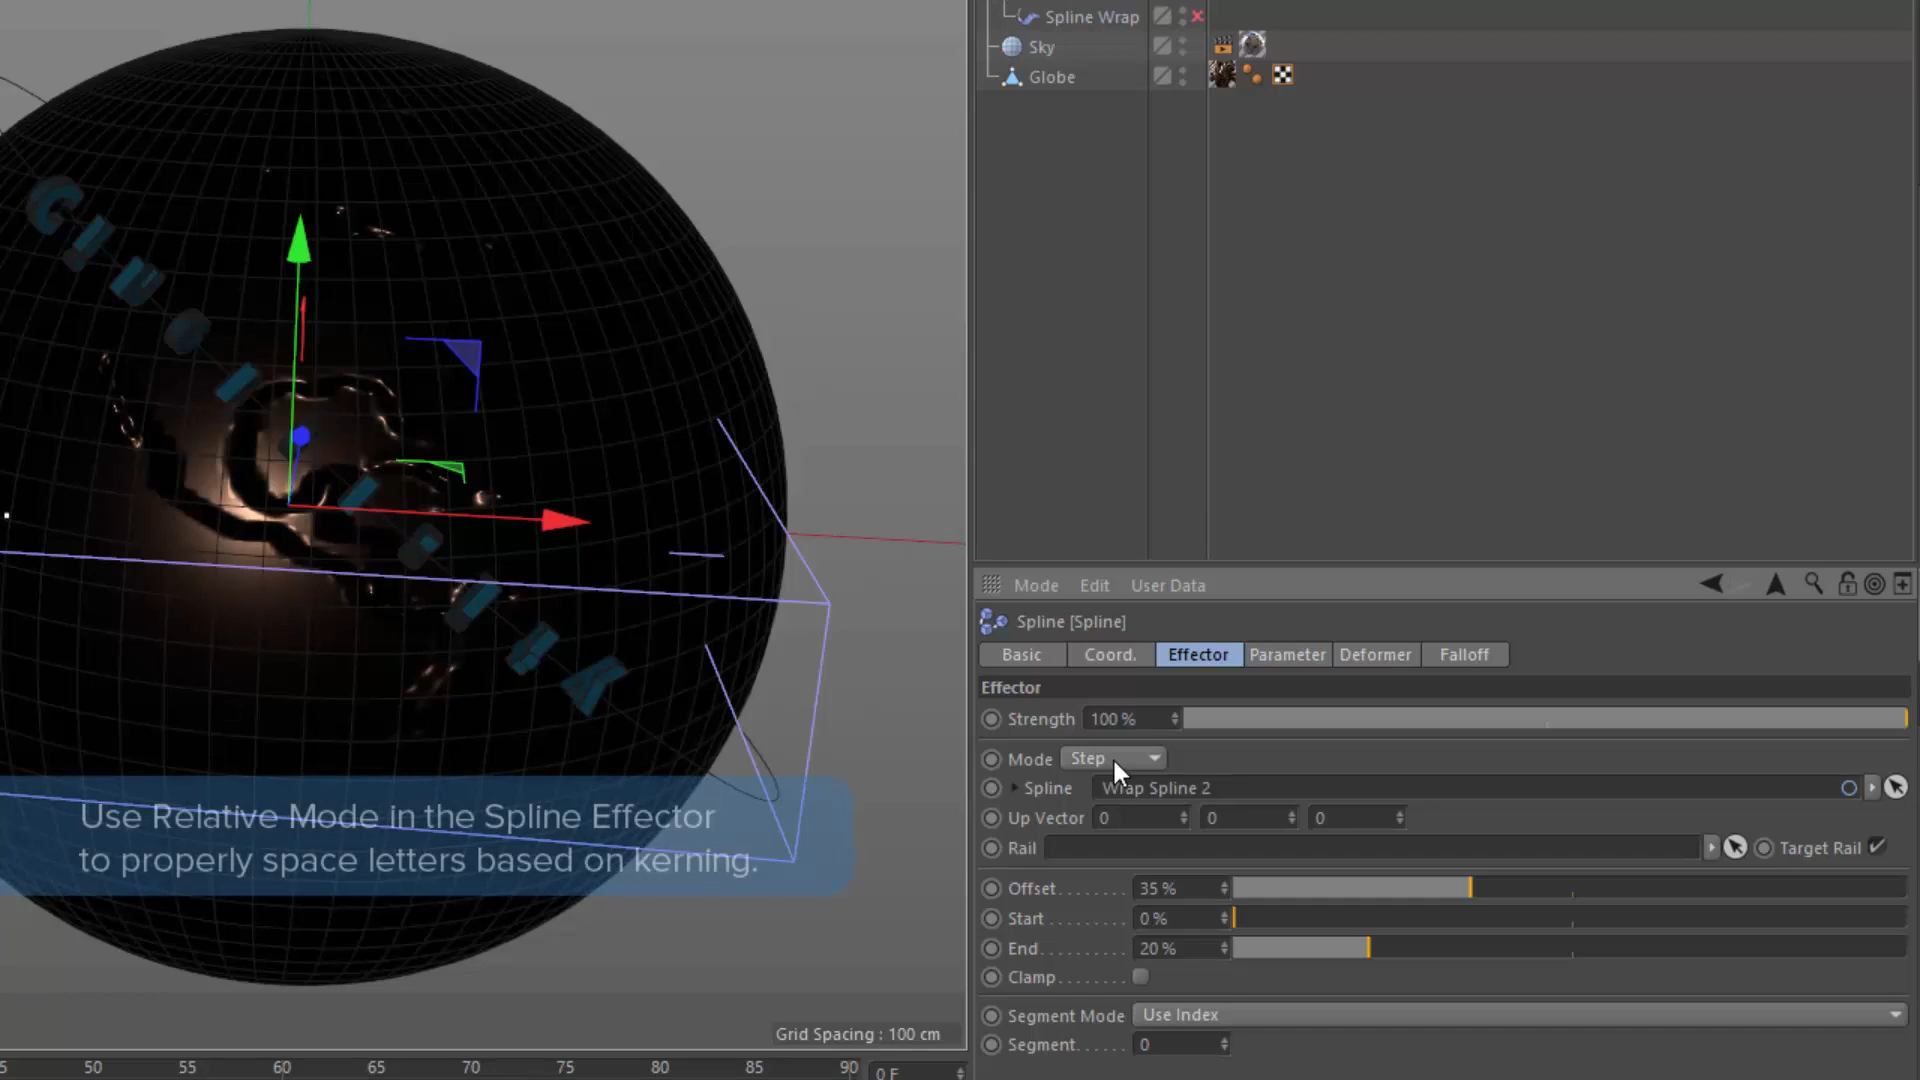 Spline Wrap
Sky
Globe
Mode Edit User Data
Spline [Spline]
Basic Coord. Effector Parameter Deformer Falloff
Effector
Strength 100 %
Mode Step
Spline Wrap Spline 2
Up Vector 0 0 0
Rail Target Rail
Offset........ 35 %
Start ........ 0 %
End.......... 20 %
Clamp.......
Segment Mode Use Index
Segment...... 0
Use Relative Mode in the Spline Effector
to properly space letters based on kerning.
Grid Spacing : 100 cm
50 55 60 65 70 75 80 85 90 0 F